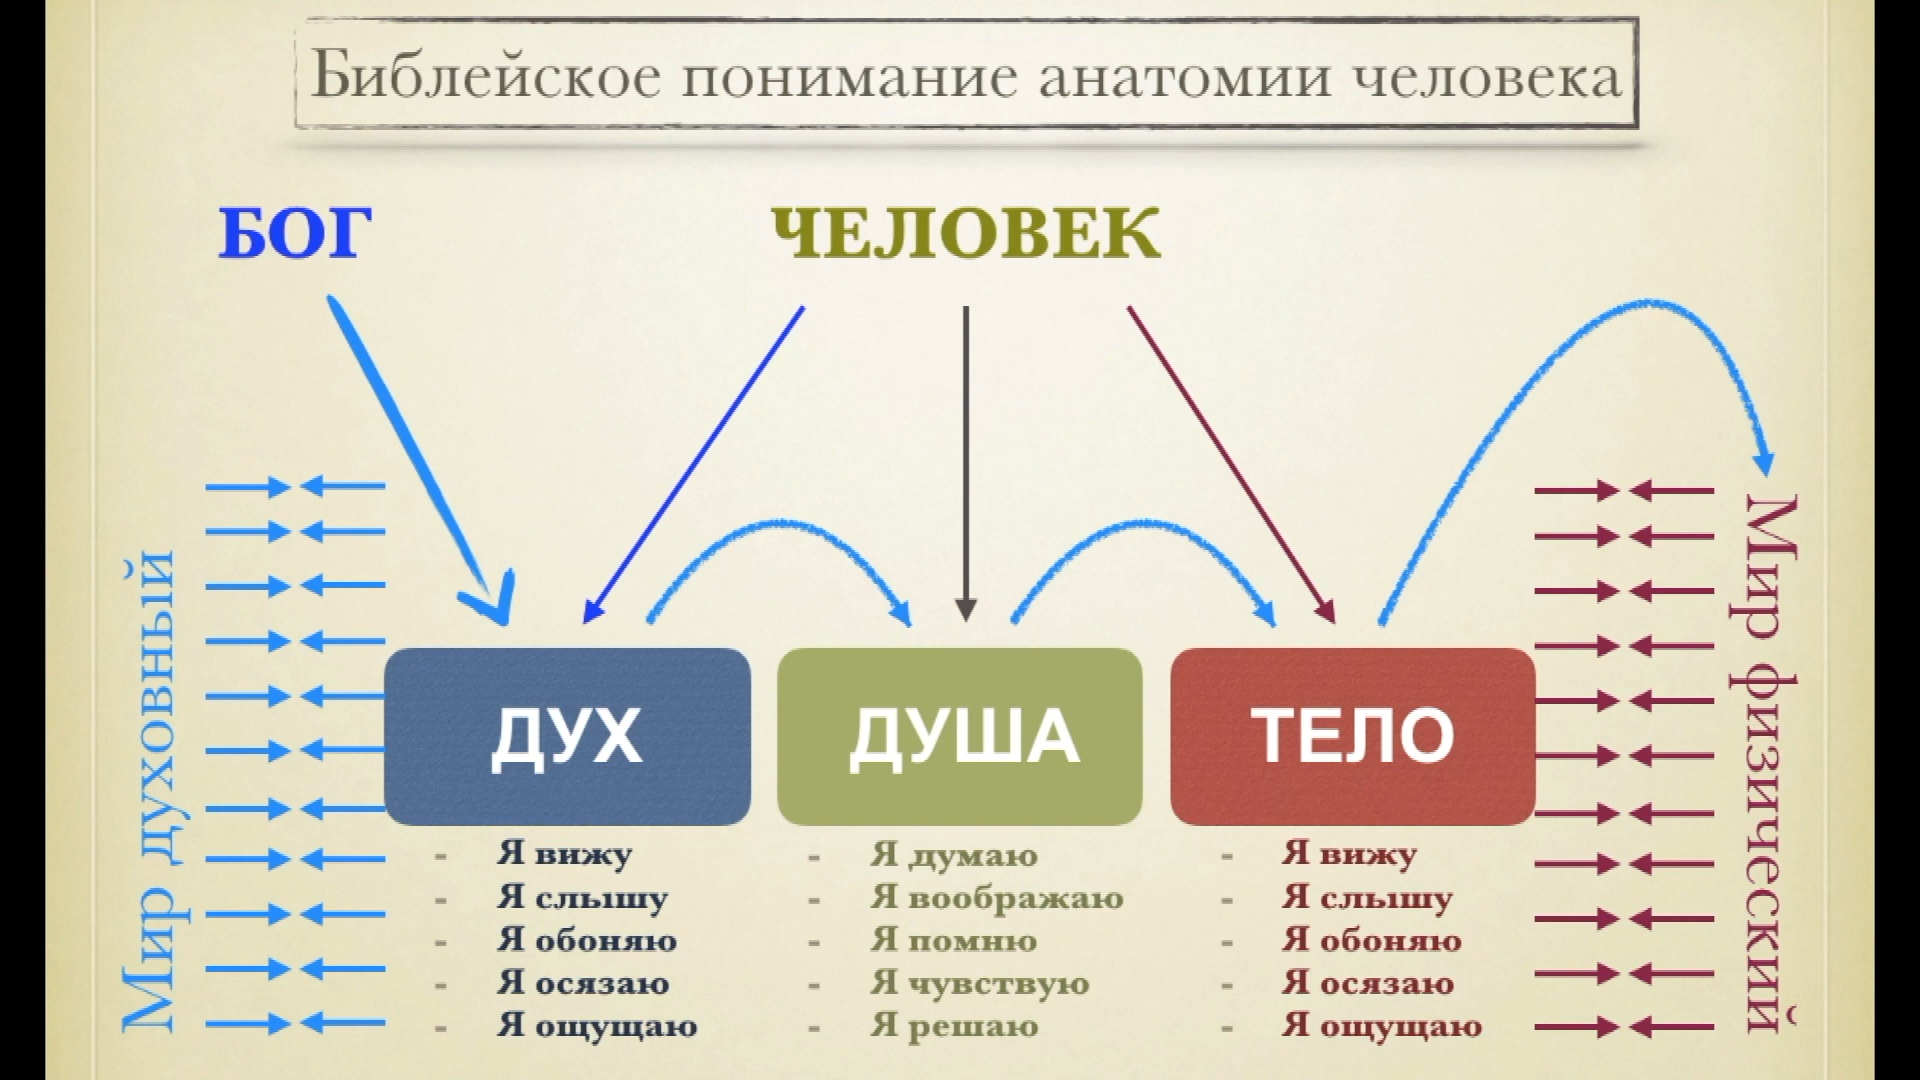 Библейское понимание анатомии человека
БОГ
ЧЕЛОВЕК
Мир духовный
ДУХ
- Я вижу
- Я слышу
- Я обоняю
- Я осязаю
- Я ощущаю
ДУША
- Я думаю
- Я воображаю
- Я помню
- Я чувствую
- Я решаю
ТЕЛО
- Я вижу
- Я слышу
- Я обоняю
- Я осязаю
- Я ощущаю
Мир физический